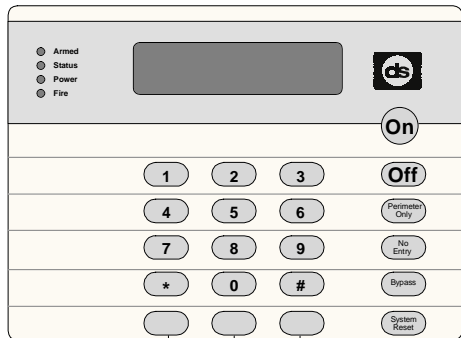 Armed
Status
Power
Fire
ds
On
1 2 3 Off
4 5 6 Perimeter Only
7 8 9 No Entry
* 0 # Bypass
System Reset